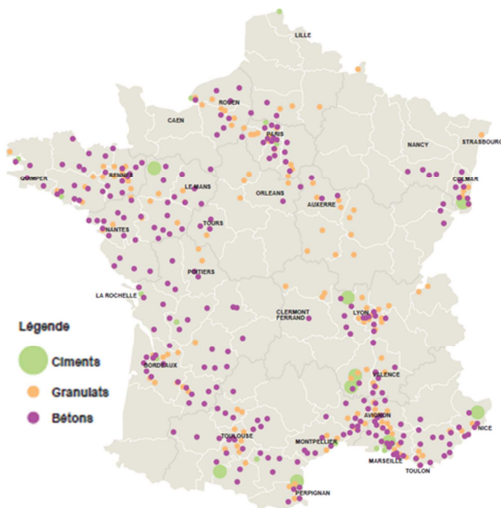 LILLE
ROUEN
CAEN
PARIS
NANCY
STRASBOURG
COLMAR
QUIMPER
RENNES
LE MANS
ORLEANS
AUXERRE
TOURS
NANTES
POITIERS
LA ROCHELLE
CLERMONT
FERRAND
LYON
Légende
Ciments
Granulats
Bétons
BORDEAUX
VALENCE
AVIGNON
TOULOUSE
MONTPELLIER
NICE
MARSEILLE
TOULON
PERPIGNAN